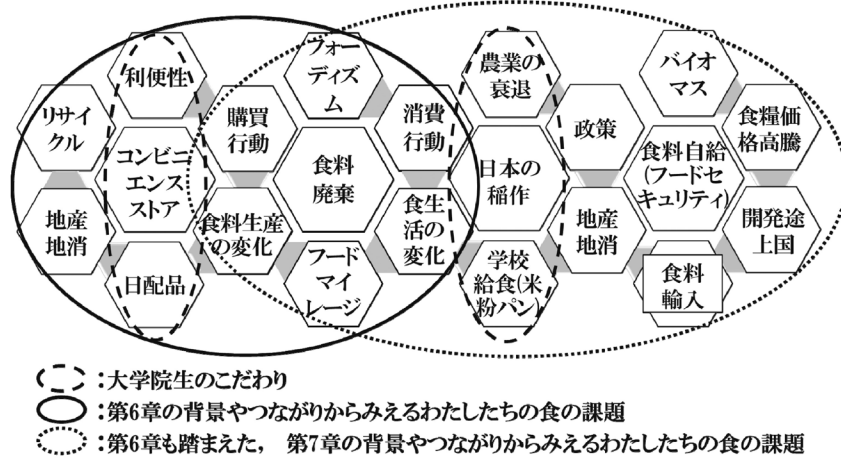 利便性
リサイ
クル
コンビニ
エンス
ストア
地産
地消
日配品
購買
行動
食料生産
の変化
フォー
ディズ
ム
食料
廃棄
フード
マイ
レージ
消費
行動
食生
活の
変化
農業の
衰退
日本の
稲作
学校
給食(米
粉パン)
政策
地産
地消
バイオ
マス
食料自給
(フードセ
キュリティ)
食料
輸入
食糧価
格高騰
開発途
上国
:大学院生のこだわり
:第6章の背景やつながりからみえるわたしたちの食の課題
:第6章も踏まえた, 第7章の背景やつながりからみえるわたしたちの食の課題